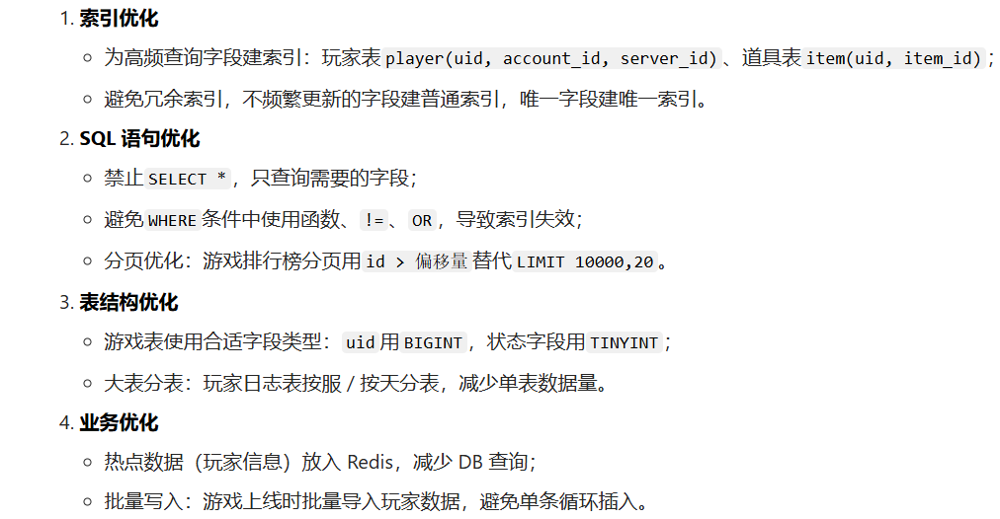 1. 索引优化
○ 为高频查询字段建索引：玩家表 player(uid, account_id, server_id)、道具表 item(uid, item_id)；
○ 避免冗余索引，不频繁更新的字段建普通索引，唯一字段建唯一索引。
2. SQL 语句优化
○ 禁止 SELECT *，只查询需要的字段；
○ 避免 WHERE 条件中使用函数、!=、OR，导致索引失效；
○ 分页优化：游戏排行榜分页用 id > 偏移量 替代 LIMIT 10000,20。
3. 表结构优化
○ 游戏表使用合适字段类型：uid 用 BIGINT，状态字段用 TINYINT；
○ 大表分表：玩家日志表按服 / 按天分表，减少单表数据量。
4. 业务优化
○ 热点数据（玩家信息）放入 Redis，减少 DB 查询；
○ 批量写入：游戏上线时批量导入玩家数据，避免单条循环插入。